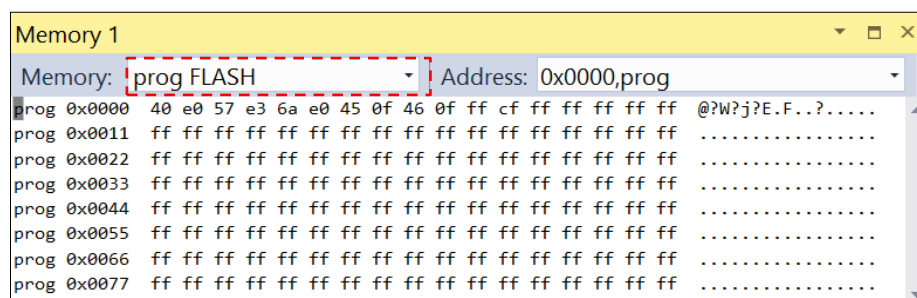 Memory 1
Memory: prog FLASH Address: 0x0000,prog
prog 0x0000 40 e0 57 e3 6a e0 45 0f 46 0f ff cf ff ff ff ff ff @?W?j?E.F..?.....
prog 0x0011 ff ff ff ff ff ff ff ff ff ff ff ff ff ff ff ff ff .................
prog 0x0022 ff ff ff ff ff ff ff ff ff ff ff ff ff ff ff ff ff .................
prog 0x0033 ff ff ff ff ff ff ff ff ff ff ff ff ff ff ff ff ff .................
prog 0x0044 ff ff ff ff ff ff ff ff ff ff ff ff ff ff ff ff ff .................
prog 0x0055 ff ff ff ff ff ff ff ff ff ff ff ff ff ff ff ff ff .................
prog 0x0066 ff ff ff ff ff ff ff ff ff ff ff ff ff ff ff ff ff .................
prog 0x0077 ff ff ff ff ff ff ff ff ff ff ff ff ff ff ff ff ff .................